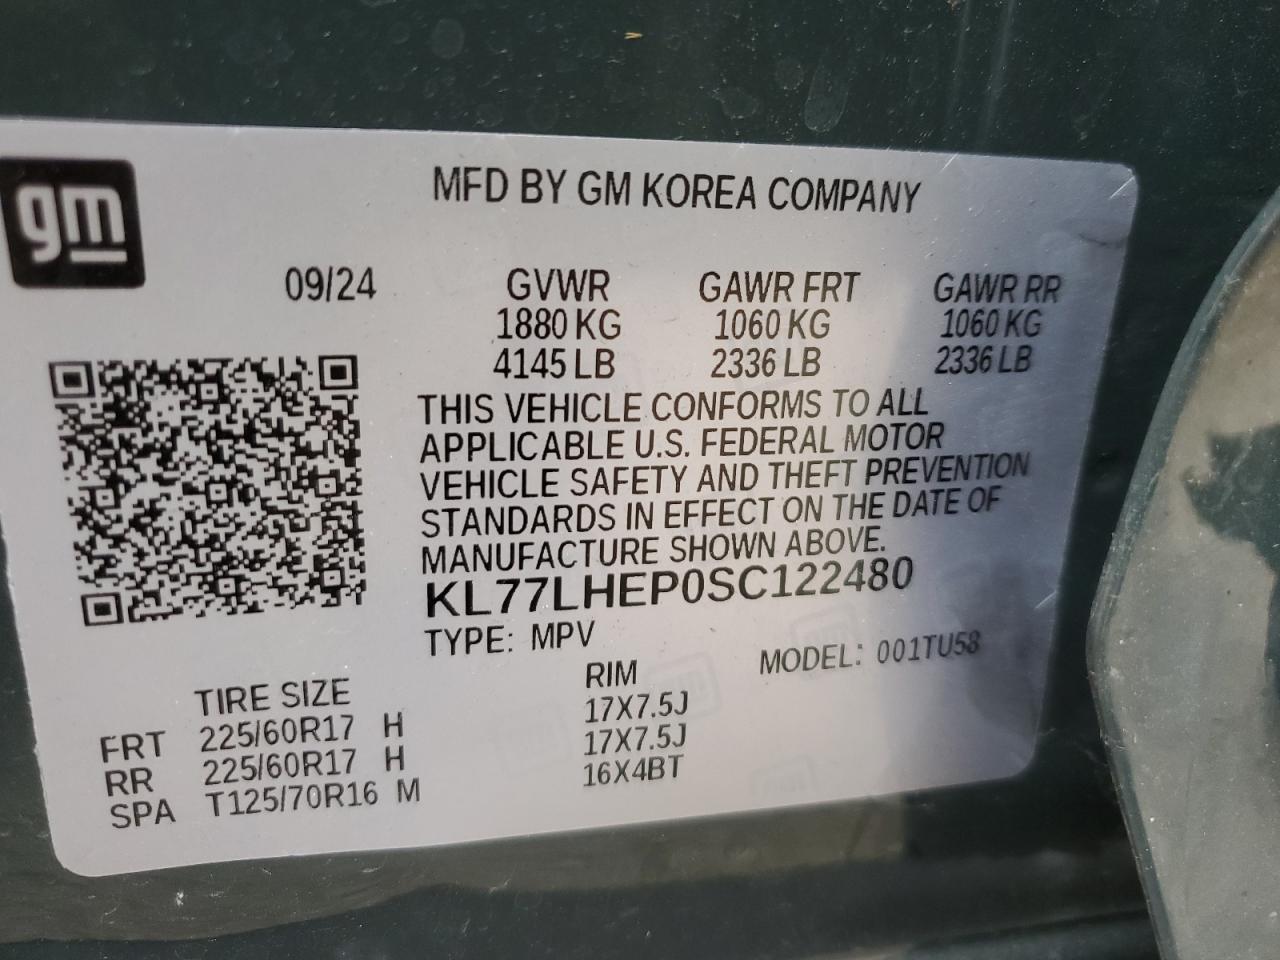 gm
MFD BY GM KOREA COMPANY
09/24 GVWR GAWR FRT GAWR RR
1880 KG 1060 KG 1060 KG
4145 LB 2336 LB 2336 LB
THIS VEHICLE CONFORMS TO ALL
APPLICABLE U.S. FEDERAL MOTOR
VEHICLE SAFETY AND THEFT PREVENTION
STANDARDS IN EFFECT ON THE DATE OF
MANUFACTURE SHOWN ABOVE.
KL77LHEP0SC122480
TYPE: MPV MODEL: 001TU58
TIRE SIZE RIM
FRT 225/60R17 H 17X7.5J
RR 225/60R17 H 17X7.5J
SPA T125/70R16 M 16X4BT